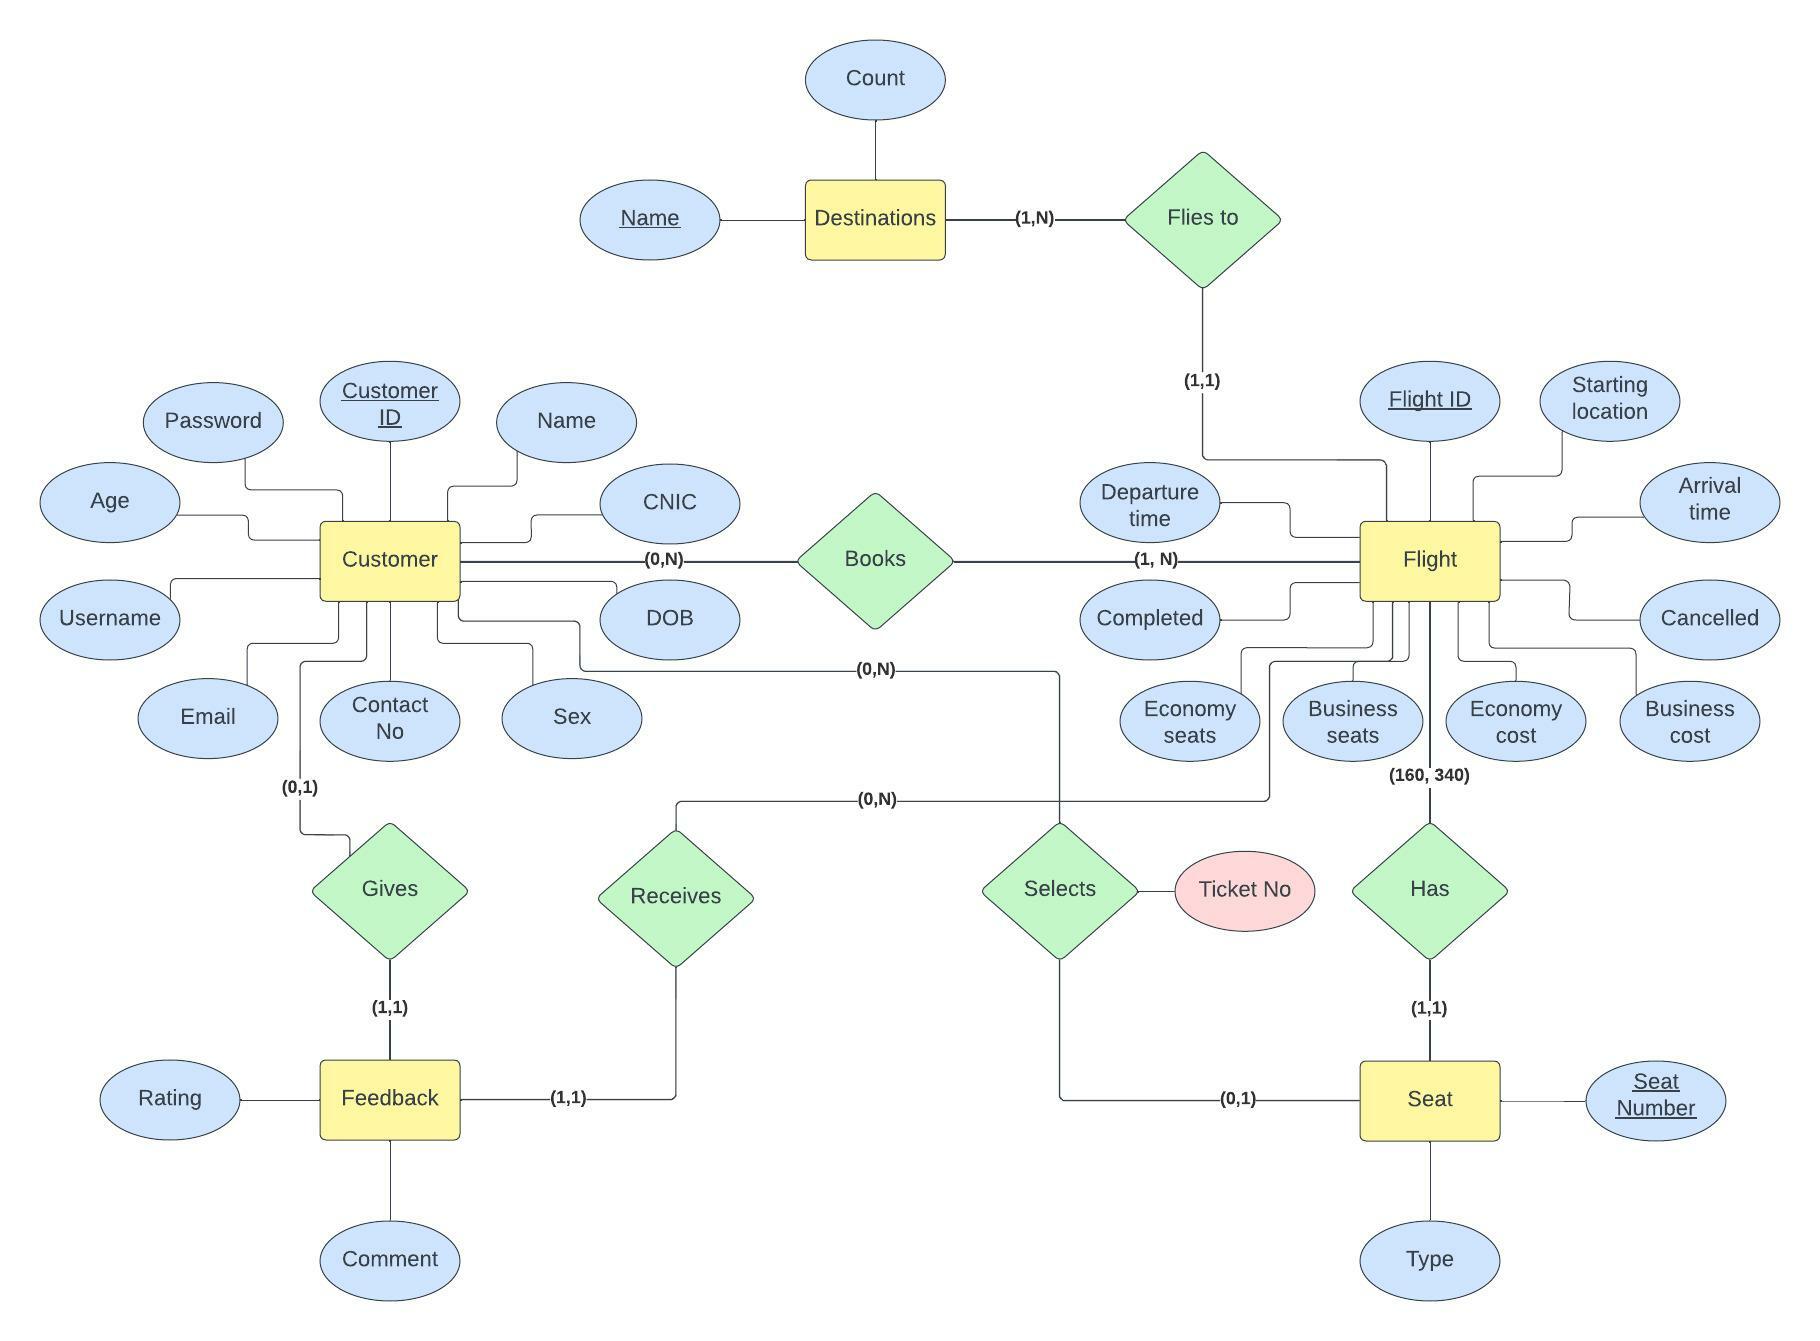 Count
Name
Destinations
(1,N)
Flies to
(1,1)
Customer
ID
Password
Name
Age
CNIC
Customer
Username
DOB
Email
Contact
No
Sex
(0,N)
Books
(1, N)
Flight ID
Starting
location
Departure
time
Arrival
time
Flight
Completed
Cancelled
Economy
seats
Business
seats
Economy
cost
Business
cost
(0,N)
(160, 340)
(0,1)
(0,N)
Gives
Receives
Selects
Ticket No
Has
(1,1)
(1,1)
Rating
Feedback
(1,1)
(0,1)
Seat
Seat
Number
Comment
Type